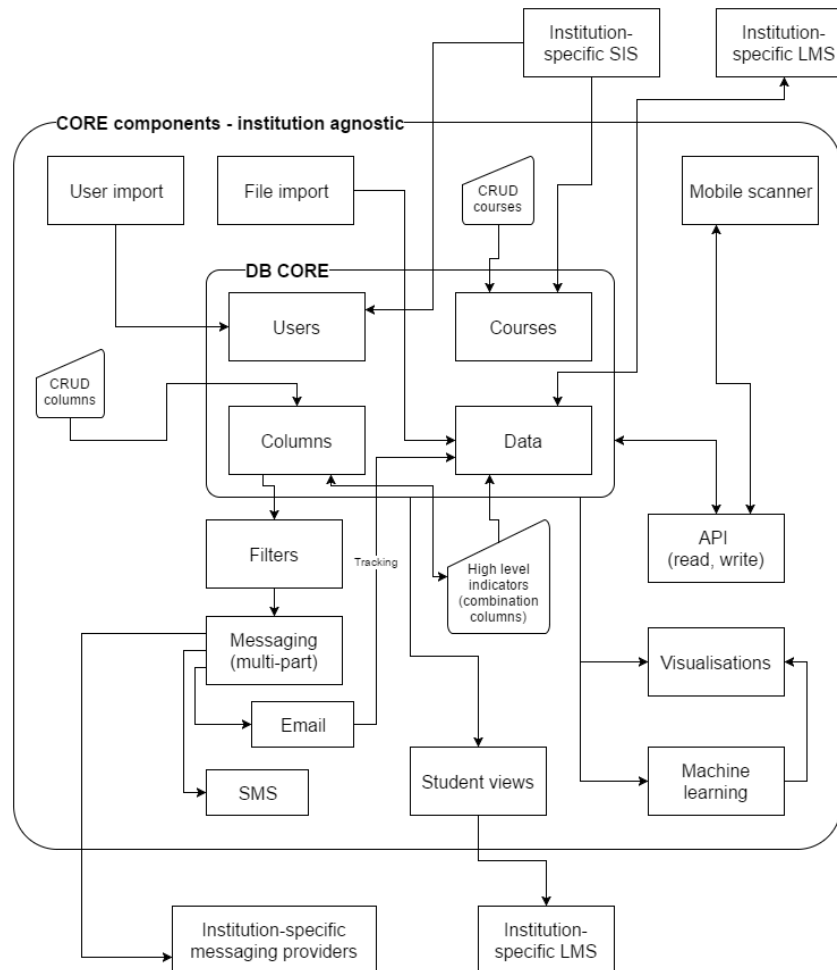 Institution-
specific SIS
Institution-
specific LMS
CORE components - institution agnostic
User import
File import
CRUD
courses
Mobile scanner
DB CORE
Users
Courses
CRUD
columns
Columns
Data
Filters
Tracking
High level
indicators
(combination
columns)
API
(read, write)
Messaging
(multi-part)
Visualisations
Email
Student views
Machine
learning
SMS
Institution-specific
messaging providers
Institution-
specific LMS